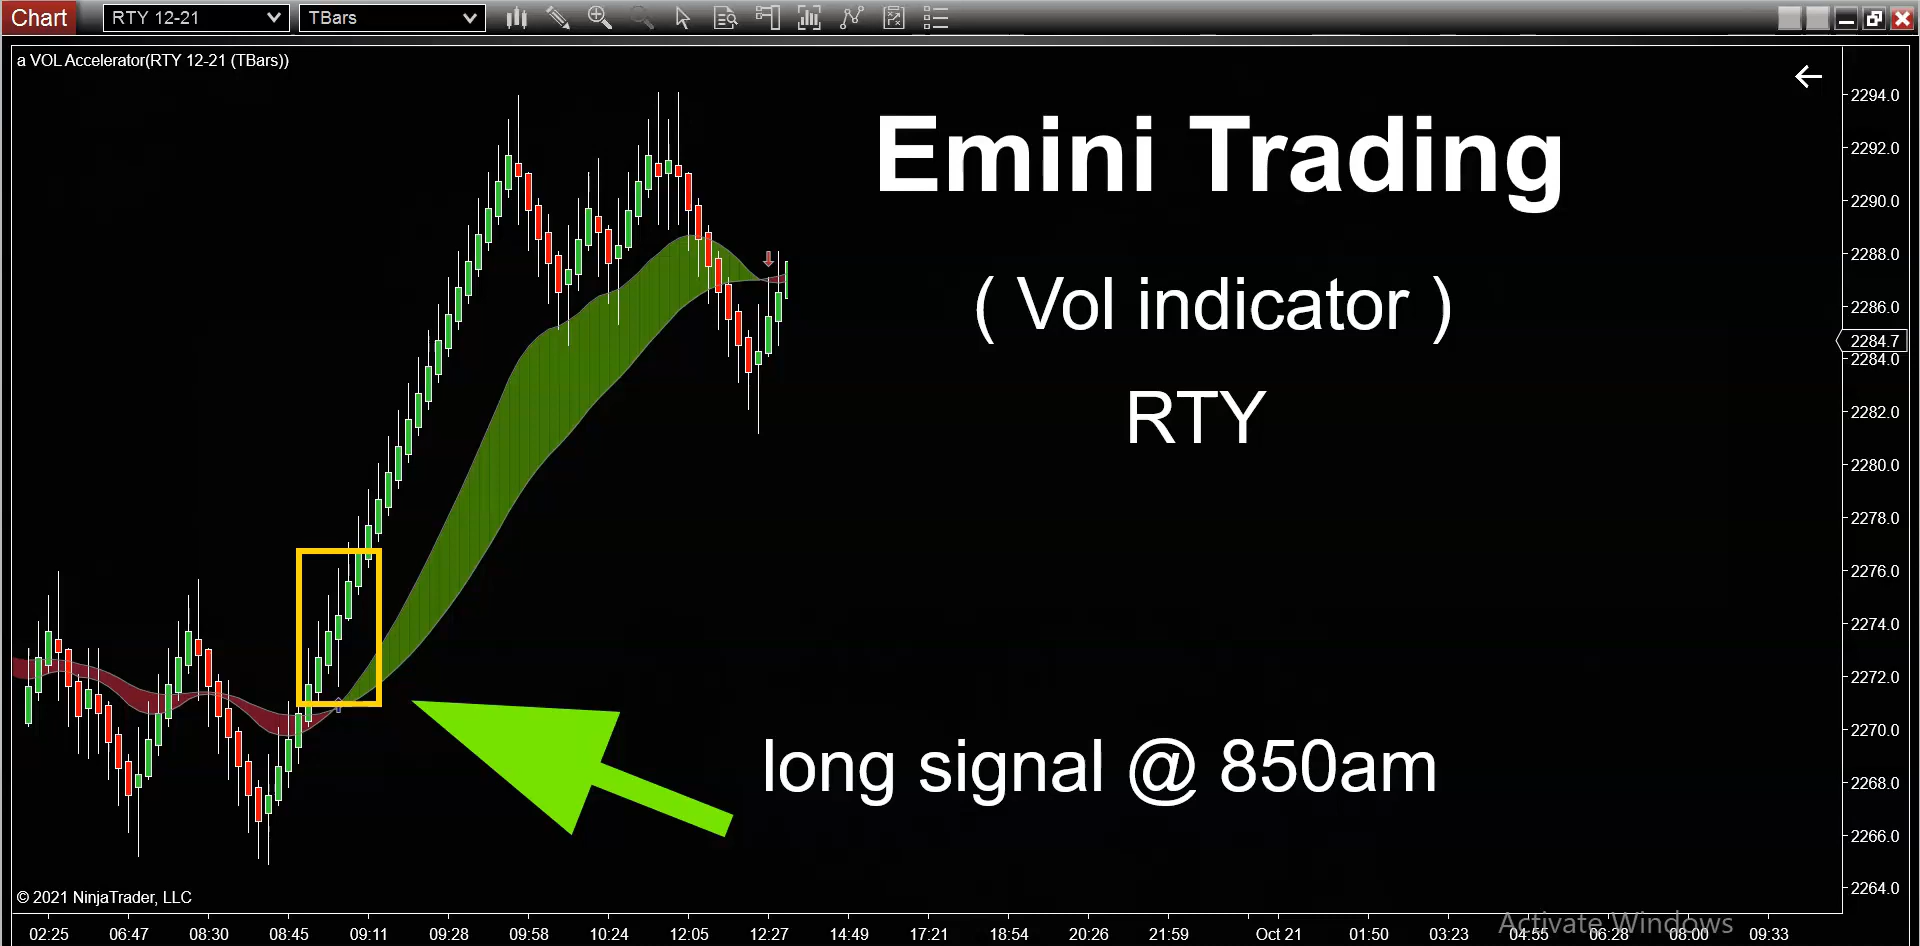 Chart RTY 12-21 TBars
a VOL Accelerator(RTY 12-21 (TBars))
Emini Trading
( Vol indicator )
RTY
long signal @ 850am
2294.0
2292.0
2290.0
2288.0
2286.0
2284.7
2284.0
2282.0
2280.0
2278.0
2276.0
2274.0
2272.0
2270.0
2268.0
2266.0
2264.0
© 2021 NinjaTrader, LLC
Activate Windows
02:25 06:47 08:30 08:45 09:11 09:28 09:58 10:24 12:05 12:27 14:49 17:21 18:54 20:26 21:59 Oct 21 01:50 03:23 04:55 06:28 08:00 09:33